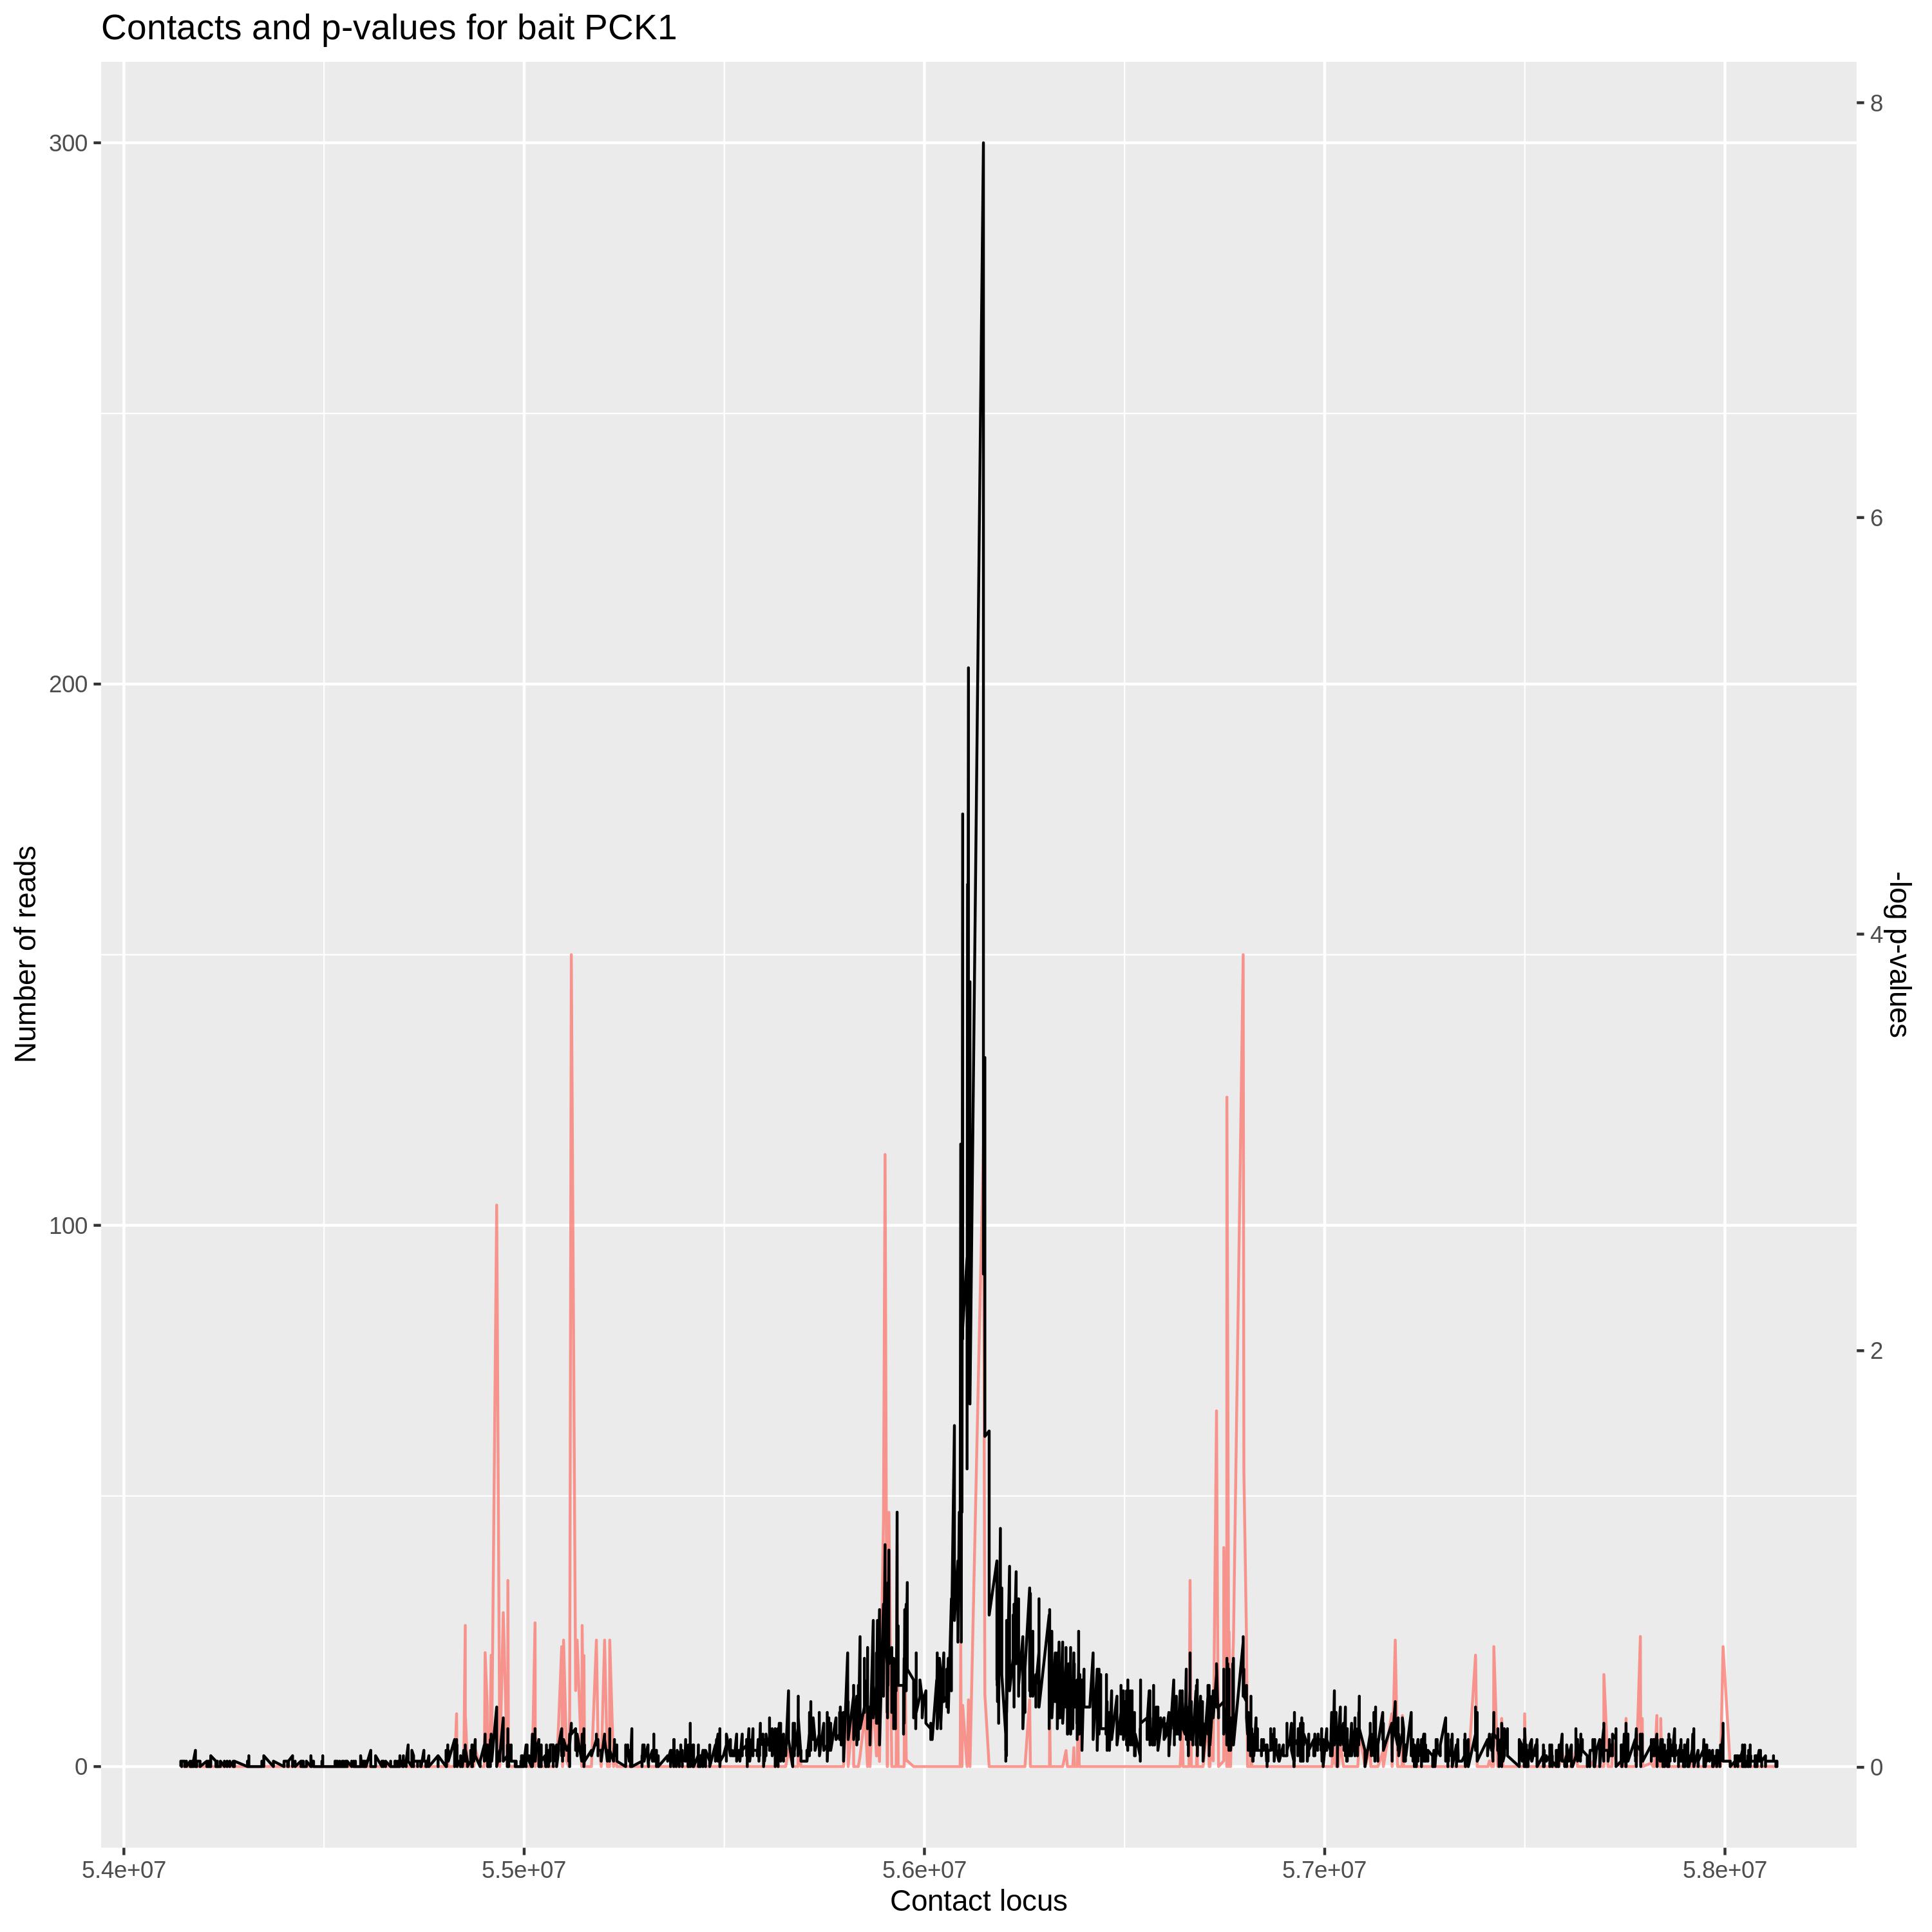 Contacts and p-values for bait PCK1
300
200
100
0
Number of reads
8
6
4
2
0
-log p-values
5.4e+07
5.5e+07
5.6e+07
5.7e+07
5.8e+07
Contact locus